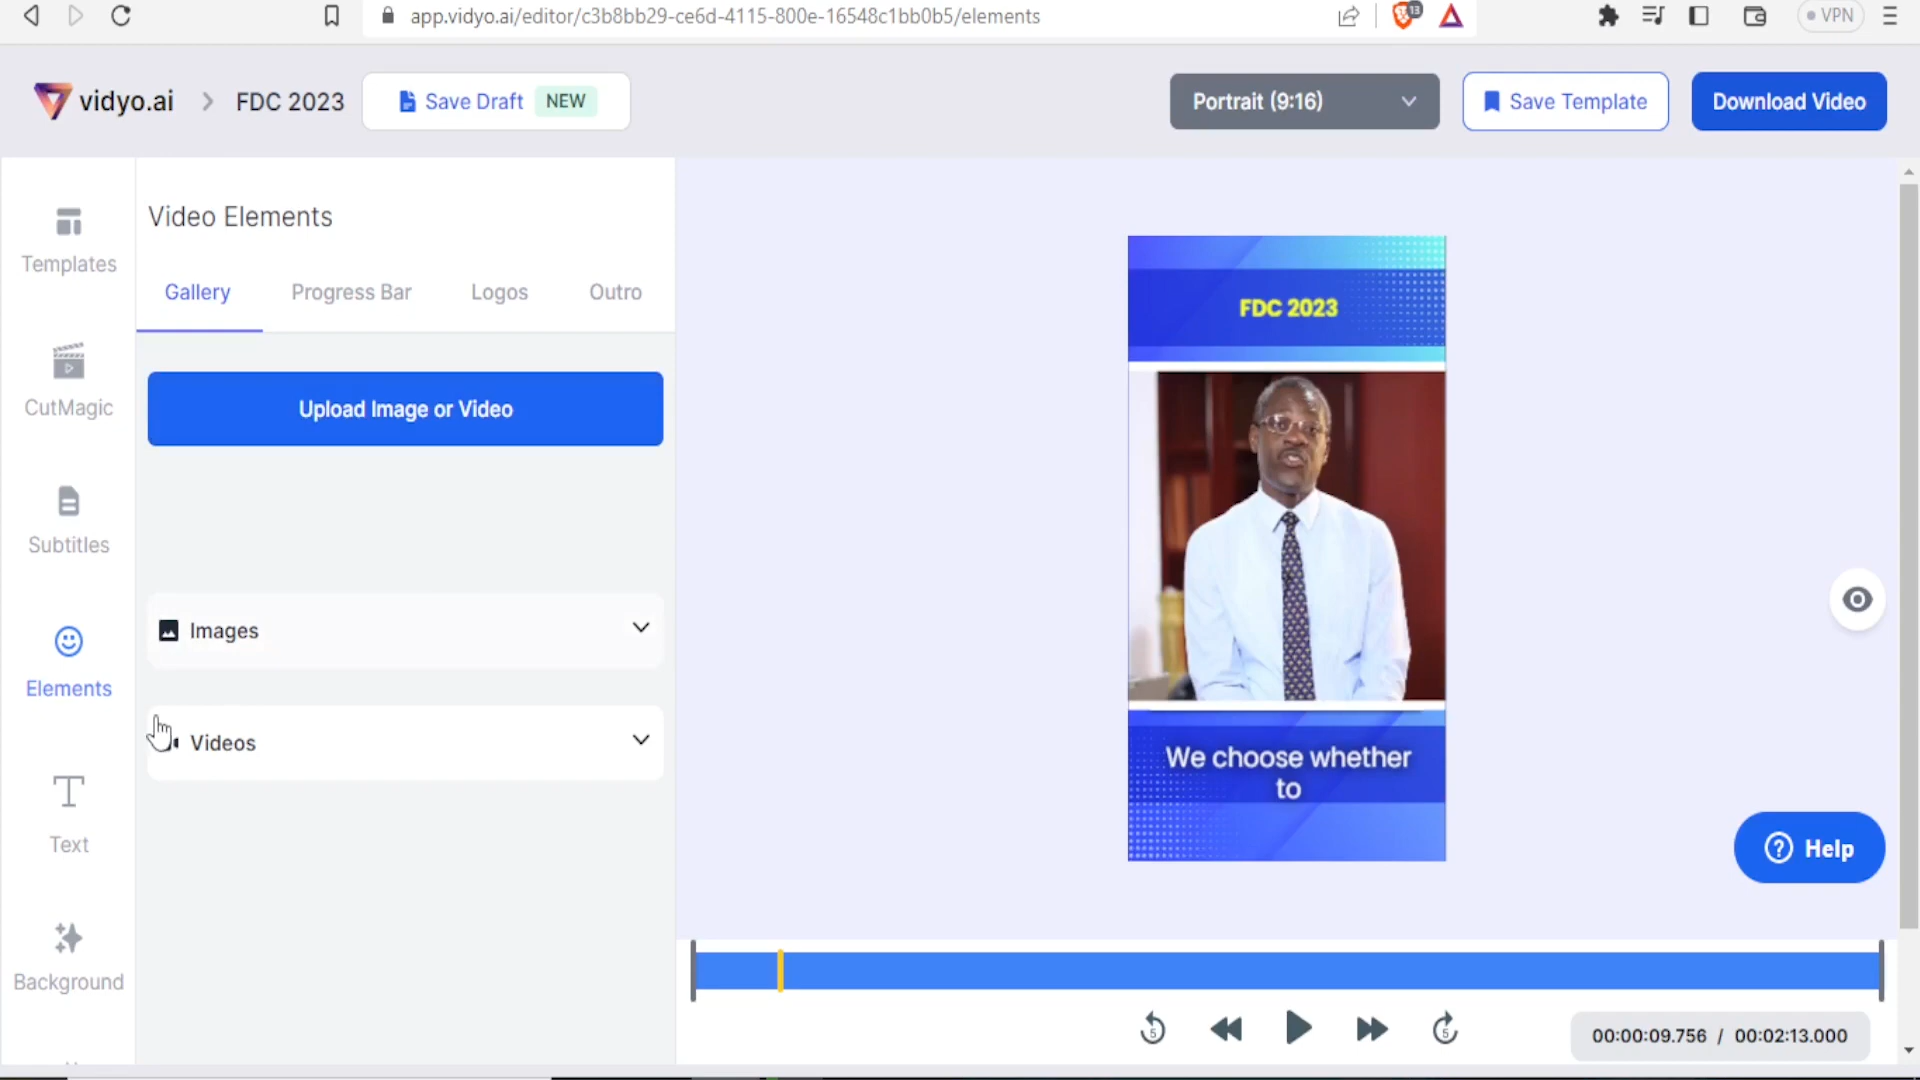 app.vidyo.ai/editor/c3b8bb29-ce6d-4115-800e-16548c1bb0b5/elements
13
VPN
vidyo.ai
FDC 2023
Save Draft NEW
Portrait (9:16)
Save Template
Download Video
Templates
CutMagic
Subtitles
Elements
Text
Background
Video Elements
Gallery
Progress Bar
Logos
Outro
Upload Image or Video
Images
Videos
FDC 2023
We choose whether
to
Help
5
5
00:00:09.756 / 00:02:13.000